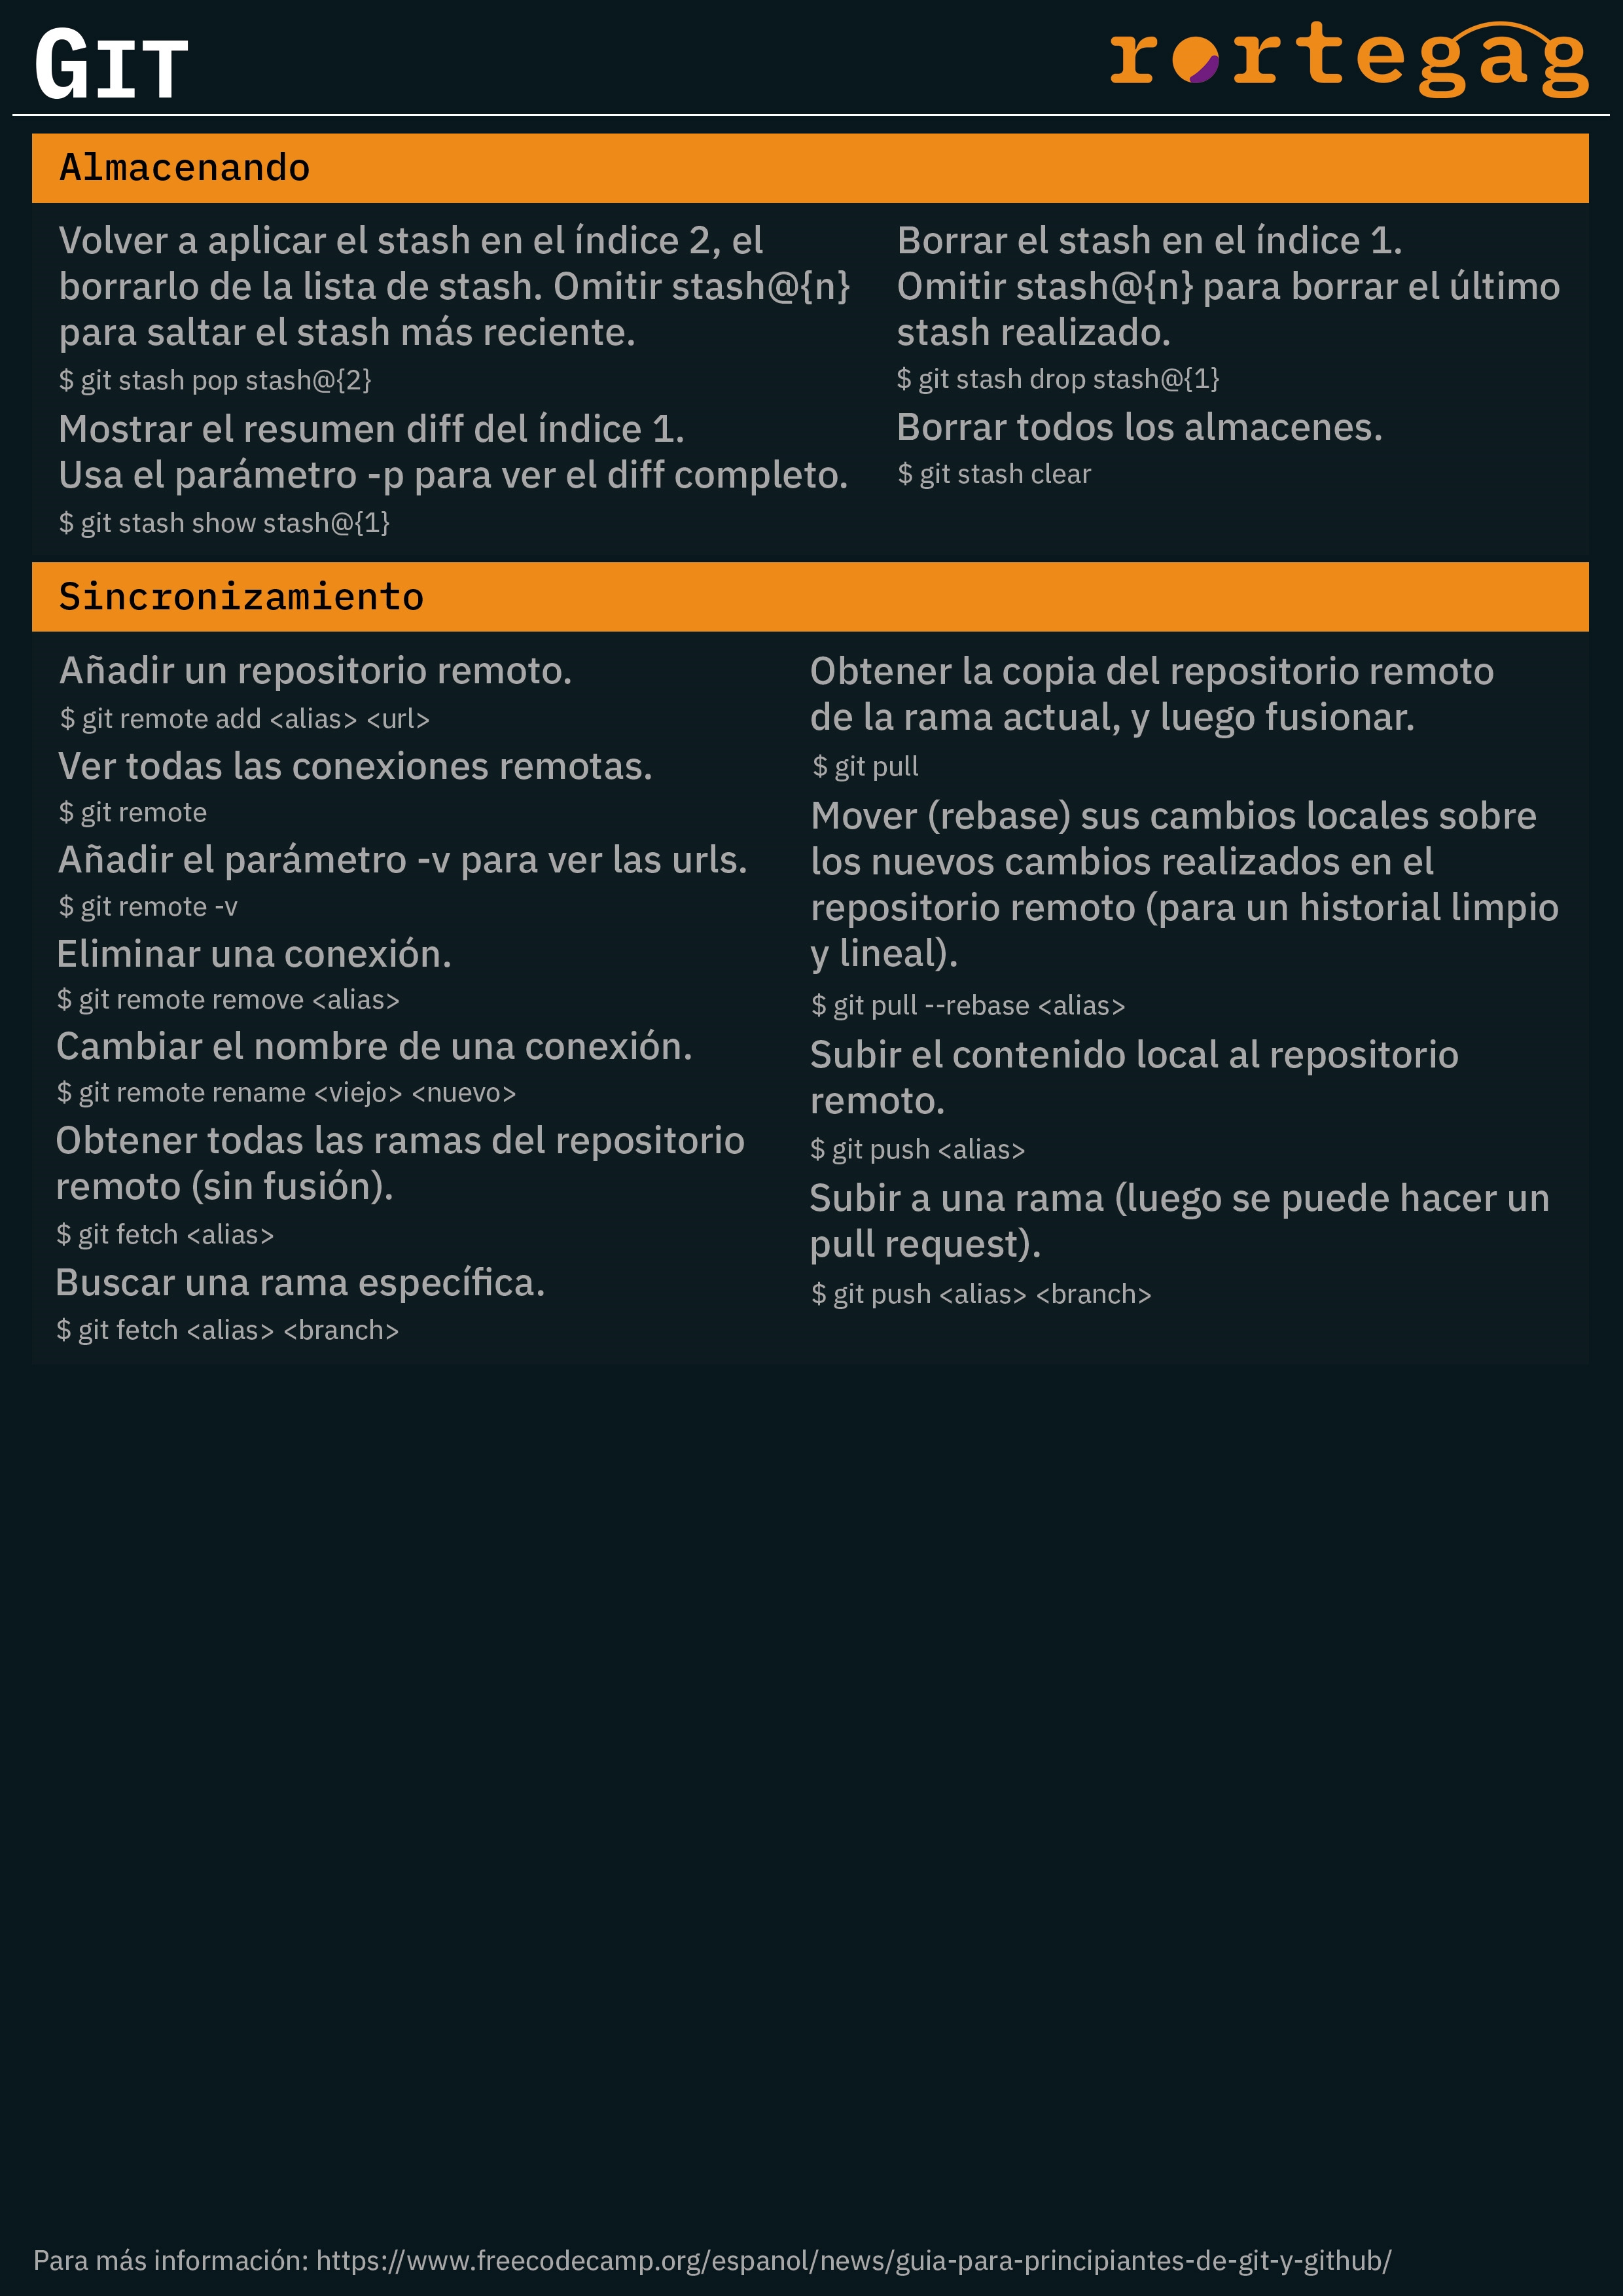 GIT
rortegag
Almacenando
Volver a aplicar el stash en el índice 2, el
borrarlo de la lista de stash. Omitir stash@{n}
para saltar el stash más reciente.
$ git stash pop stash@{2}
Mostrar el resumen diff del índice 1.
Usa el parámetro -p para ver el diff completo.
$ git stash show stash@{1}
Borrar el stash en el índice 1.
Omitir stash@{n} para borrar el último
stash realizado.
$ git stash drop stash@{1}
Borrar todos los almacenes.
$ git stash clear
Sincronizamiento
Añadir un repositorio remoto.
$ git remote add <alias> <url>
Ver todas las conexiones remotas.
$ git remote
Añadir el parámetro -v para ver las urls.
$ git remote -v
Eliminar una conexión.
$ git remote remove <alias>
Cambiar el nombre de una conexión.
$ git remote rename <viejo> <nuevo>
Obtener todas las ramas del repositorio
remoto (sin fusión).
$ git fetch <alias>
Buscar una rama específica.
$ git fetch <alias> <branch>
Obtener la copia del repositorio remoto
de la rama actual, y luego fusionar.
$ git pull
Mover (rebase) sus cambios locales sobre
los nuevos cambios realizados en el
repositorio remoto (para un historial limpio
y lineal).
$ git pull --rebase <alias>
Subir el contenido local al repositorio
remoto.
$ git push <alias>
Subir a una rama (luego se puede hacer un
pull request).
$ git push <alias> <branch>
Para más información: https://www.freecodecamp.org/espanol/news/guia-para-principiantes-de-git-y-github/